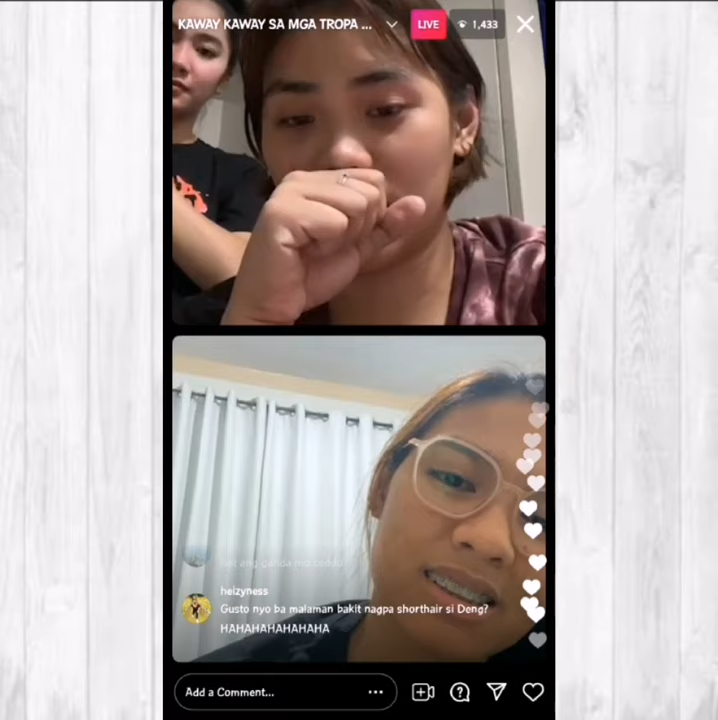 KAWAY KAWAY SA MGA TROPA ...
LIVE
1,433
heizyness
Gusto nyo ba malaman bakit nagpa shorthair si Deng?
HAHAHAHAHAHAHA
Add a Comment...